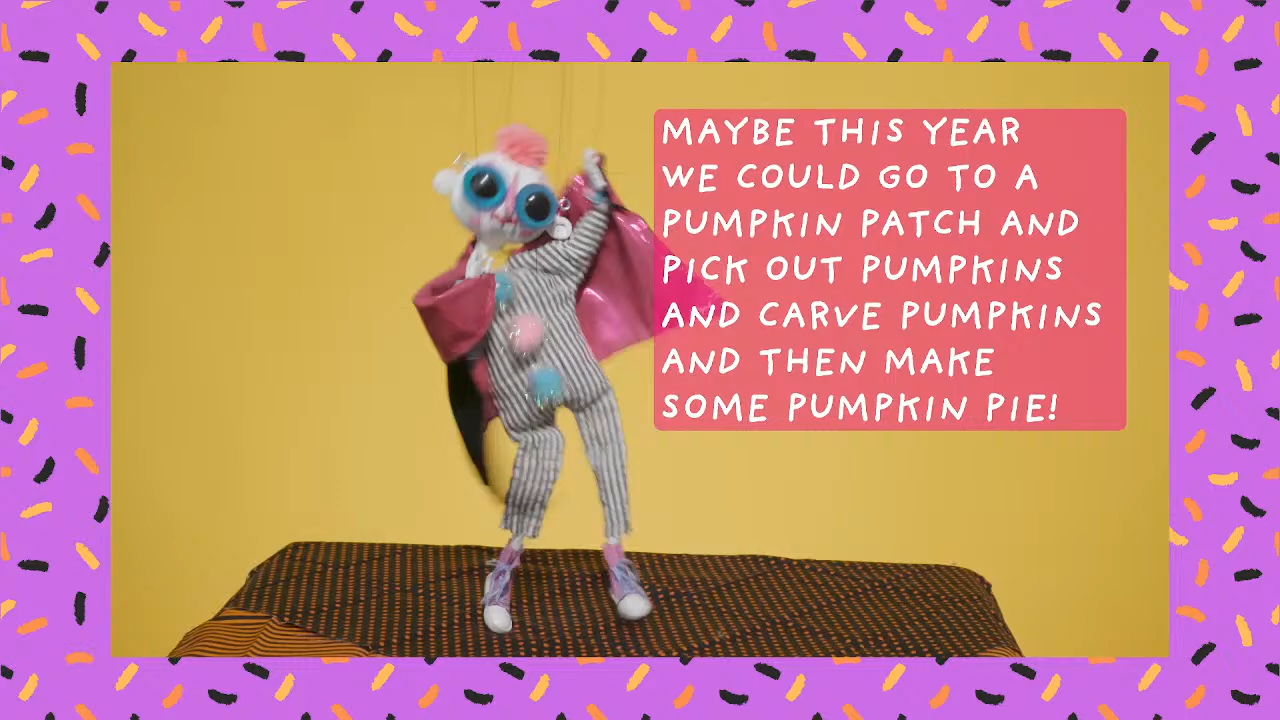 MAYBE THIS YEAR
WE COULD GO TO A
PUMPKIN PATCH AND
PICK OUT PUMPKINS
AND CARVE PUMPKINS
AND THEN MAKE
SOME PUMPKIN PIE!